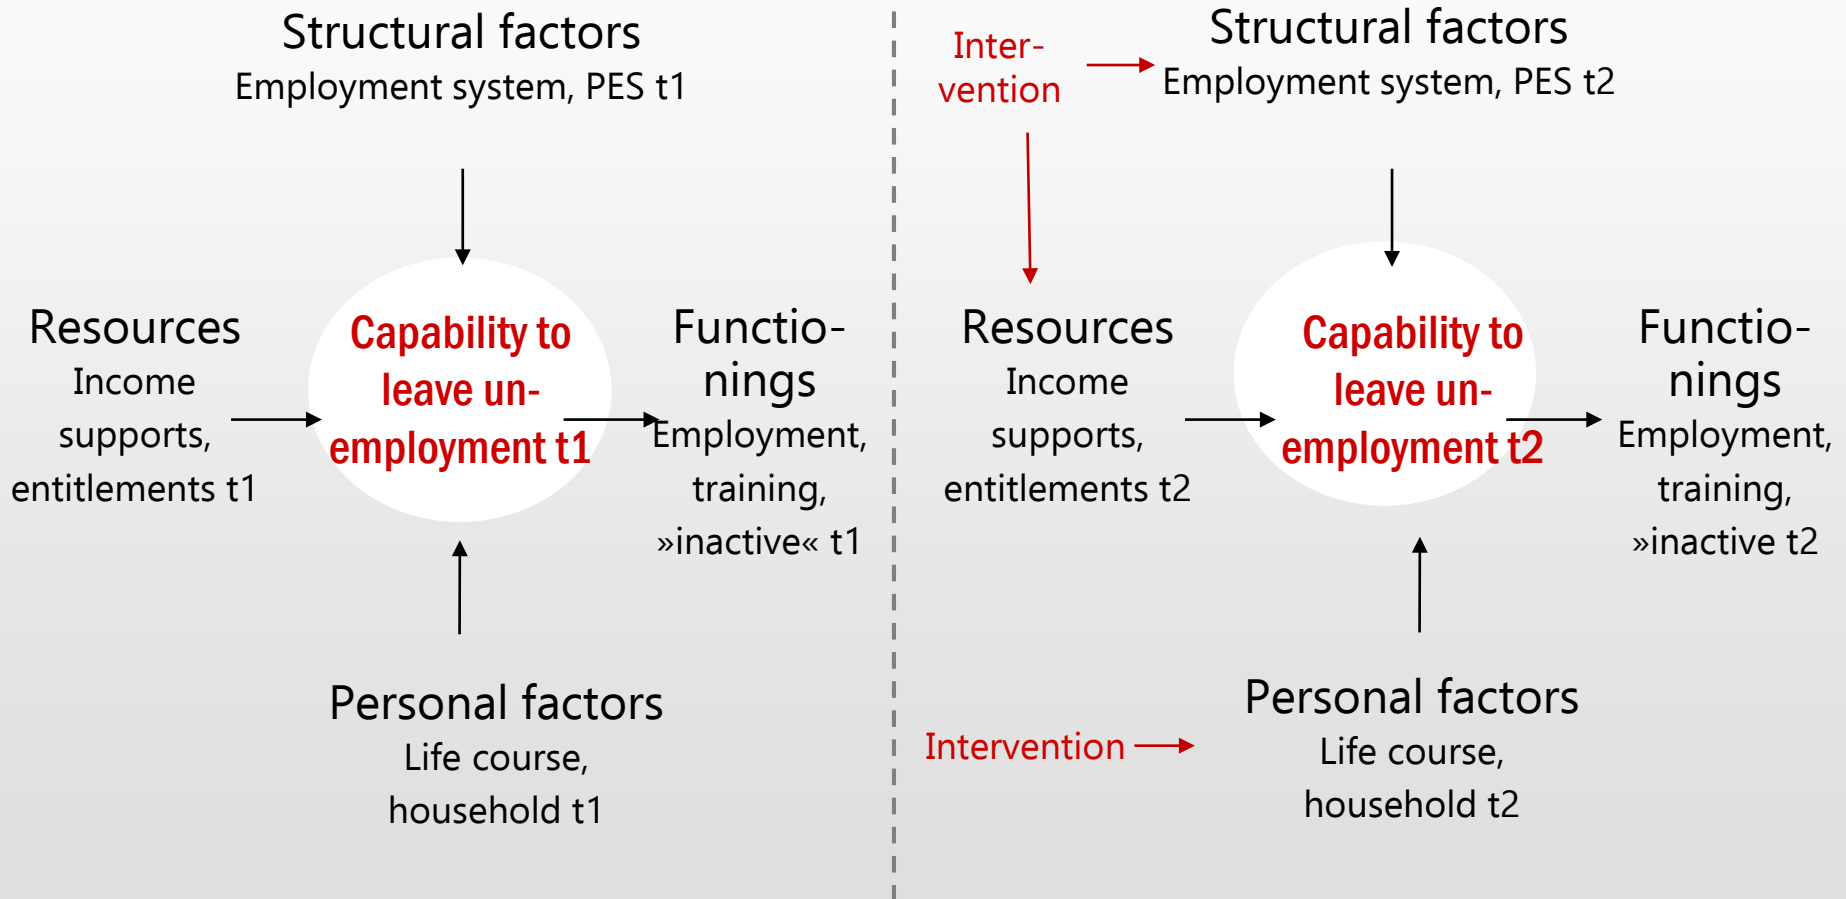 Structural factors
Employment system, PES t1
Resources
Income
supports,
entitlements t1
Capability to
leave un-
employment t1
Functio-
nings
Employment,
training,
»inactive« t1
Personal factors
Life course,
household t1
Inter-
vention
Structural factors
Employment system, PES t2
Resources
Income
supports,
entitlements t2
Capability to
leave un-
employment t2
Functio-
nings
Employment,
training,
»inactive t2
Intervention
Personal factors
Life course,
household t2